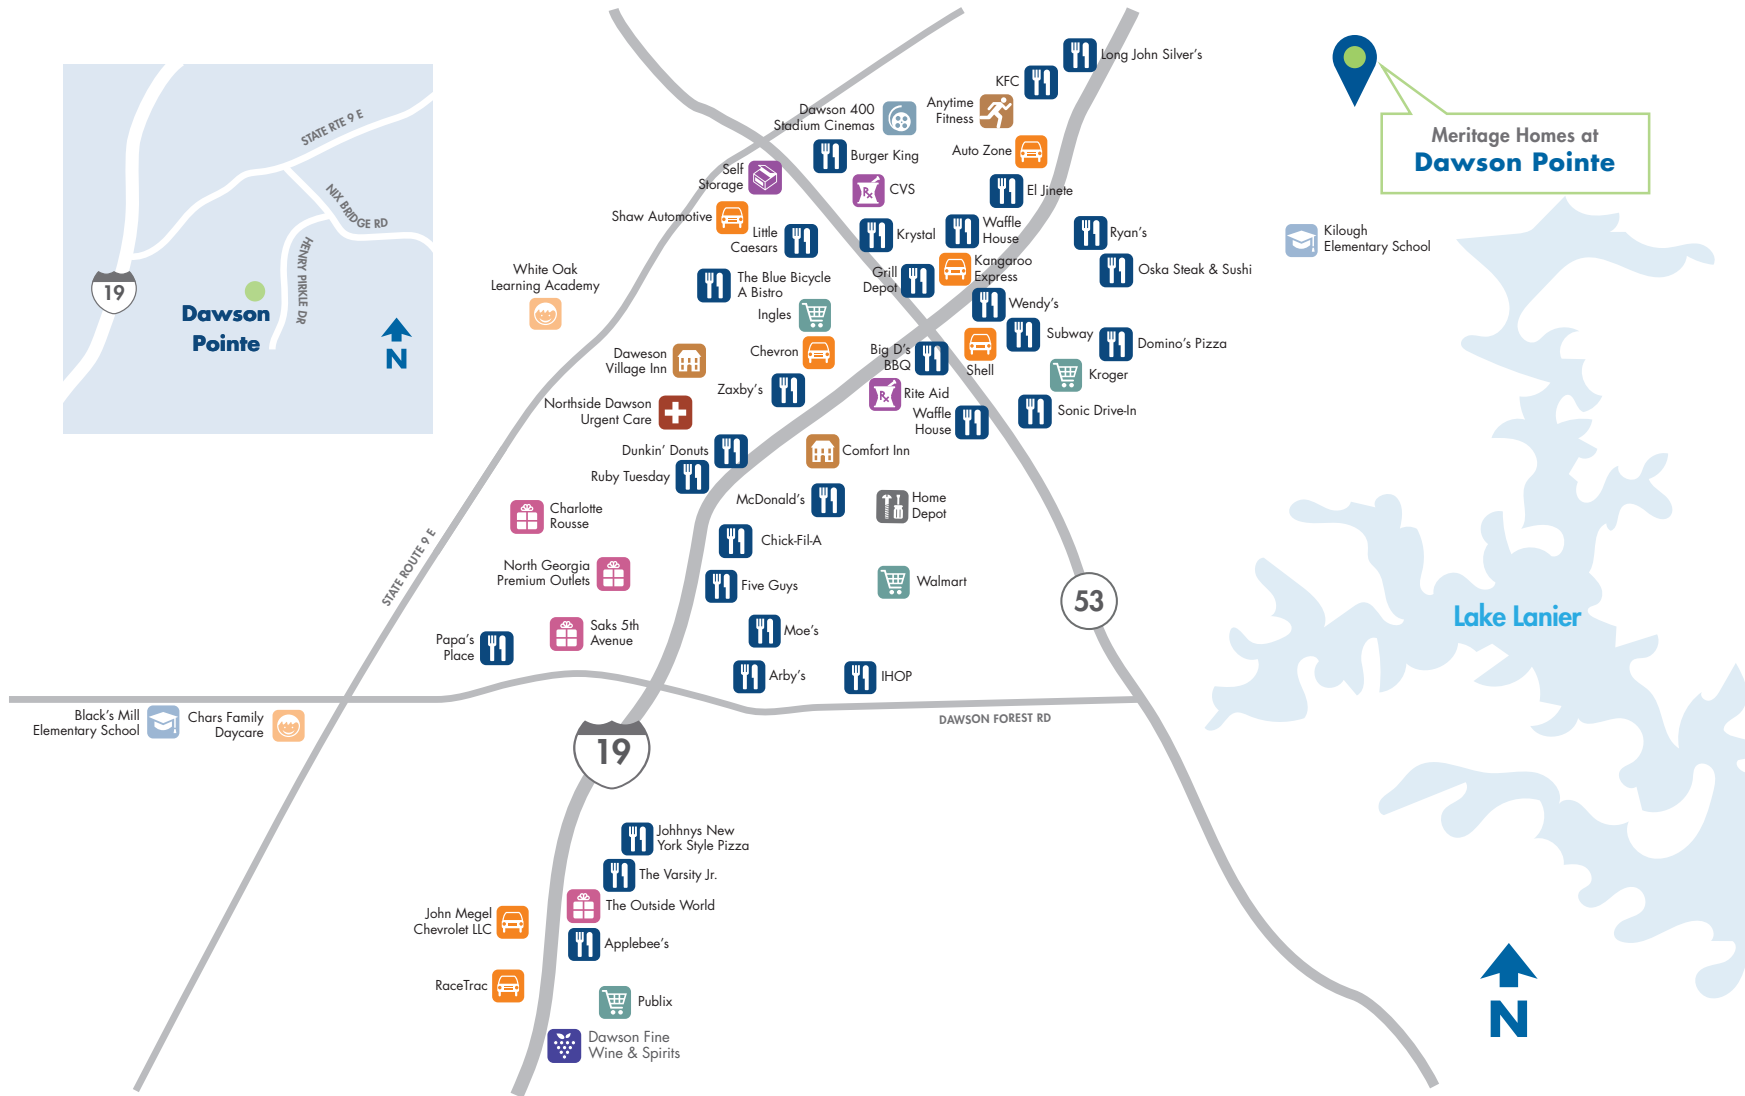 STATE RTE 9 E
NIX BRIDGE RD
HENRY PIRKLE DR
19
Dawson
Pointe
N
Long John Silver's
KFC
Anytime
Fitness
Dawson 400
Stadium Cinemas
Burger King
Auto Zone
Self
Storage
CVS
El Jinete
Shaw Automotive
Little
Caesars
Krystal
Waffle
House
Ryan's
Grill
Depot
Kangaroo
Express
Oska Steak & Sushi
White Oak
Learning Academy
The Blue Bicycle
A Bistro
Ingles
Wendy's
Subway
Domino's Pizza
Daweson
Village Inn
Chevron
Big D's
BBQ
Shell
Kroger
Zaxby's
Rite Aid
Waffle
House
Sonic Drive-In
Northside Dawson
Urgent Care
Dunkin' Donuts
Comfort Inn
Ruby Tuesday
McDonald's
Home
Depot
Charlotte
Rousse
Chick-Fil-A
North Georgia
Premium Outlets
Five Guys
Walmart
STATE ROUTE 9 E
53
Saks 5th
Avenue
Moe's
Papa's
Place
Arby's
IHOP
DAWSON FOREST RD
Black's Mill
Elementary School
Chars Family
Daycare
19
Johhnys New
York Style Pizza
The Varsity Jr.
The Outside World
John Megel
Chevrolet LLC
Applebee's
RaceTrac
Publix
Dawson Fine
Wine & Spirits
Meritage Homes at
Dawson Pointe
Kilough
Elementary School
Lake Lanier
N
Rx
Rx